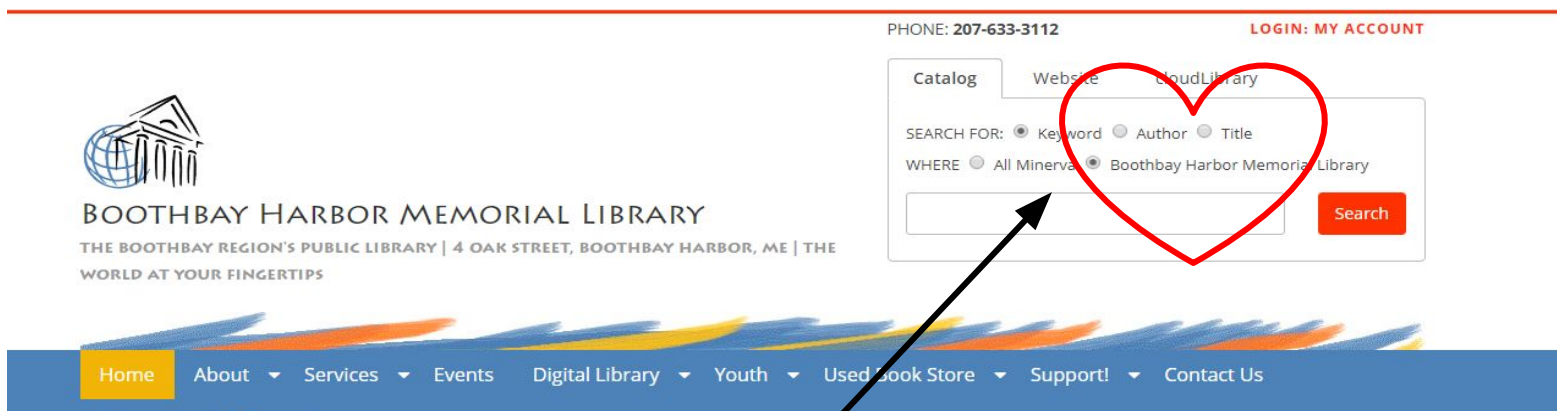 PHONE: 207-633-3112 LOGIN: MY ACCOUNT
Catalog Website cloudLibrary
SEARCH FOR: Keyword Author Title
WHERE All Minerva Boothbay Harbor Memorial Library
Search
BOOTHBAY HARBOR MEMORIAL LIBRARY
THE BOOTHBAY REGION'S PUBLIC LIBRARY | 4 OAK STREET, BOOTHBAY HARBOR, ME | THE
WORLD AT YOUR FINGERTIPS
Home About Services Events Digital Library Youth Used Book Store Support! Contact Us